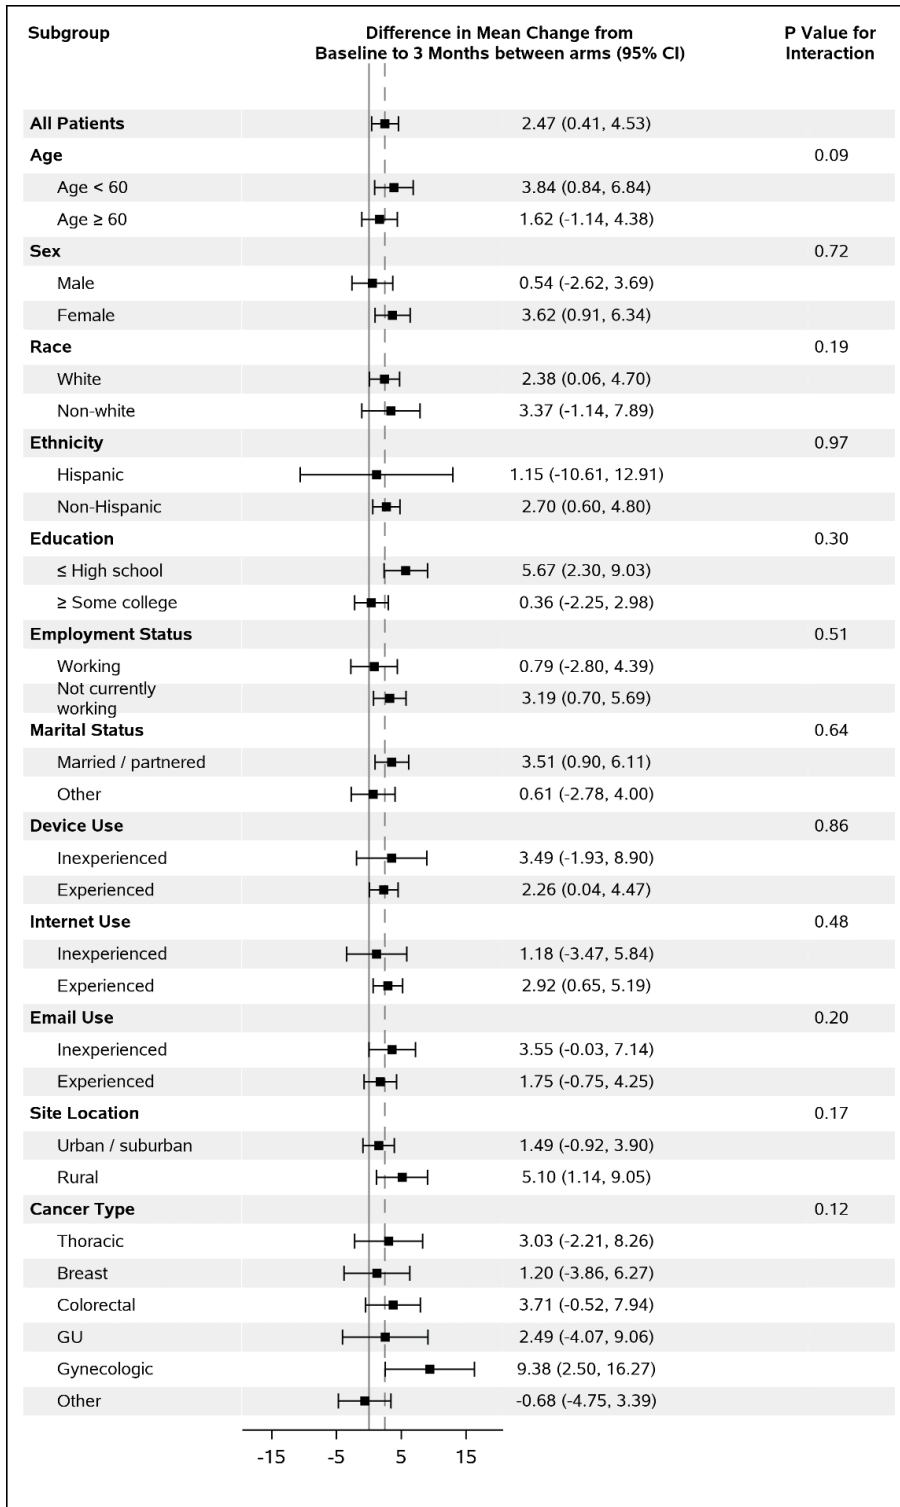 Subgroup Difference in Mean Change from P Value for
Baseline to 3 Months between arms (95% CI) Interaction
All Patients 2.47 (0.41, 4.53)
Age 0.09
Age < 60 3.84 (0.84, 6.84)
Age ≥ 60 1.62 (-1.14, 4.38)
Sex 0.72
Male 0.54 (-2.62, 3.69)
Female 3.62 (0.91, 6.34)
Race 0.19
White 2.38 (0.06, 4.70)
Non-white 3.37 (-1.14, 7.89)
Ethnicity 0.97
Hispanic 1.15 (-10.61, 12.91)
Non-Hispanic 2.70 (0.60, 4.80)
Education 0.30
≤ High school 5.67 (2.30, 9.03)
≥ Some college 0.36 (-2.25, 2.98)
Employment Status 0.51
Working 0.79 (-2.80, 4.39)
Not currently
working 3.19 (0.70, 5.69)
Marital Status 0.64
Married / partnered 3.51 (0.90, 6.11)
Other 0.61 (-2.78, 4.00)
Device Use 0.86
Inexperienced 3.49 (-1.93, 8.90)
Experienced 2.26 (0.04, 4.47)
Internet Use 0.48
Inexperienced 1.18 (-3.47, 5.84)
Experienced 2.92 (0.65, 5.19)
Email Use 0.20
Inexperienced 3.55 (-0.03, 7.14)
Experienced 1.75 (-0.75, 4.25)
Site Location 0.17
Urban / suburban 1.49 (-0.92, 3.90)
Rural 5.10 (1.14, 9.05)
Cancer Type 0.12
Thoracic 3.03 (-2.21, 8.26)
Breast 1.20 (-3.86, 6.27)
Colorectal 3.71 (-0.52, 7.94)
GU 2.49 (-4.07, 9.06)
Gynecologic 9.38 (2.50, 16.27)
Other -0.68 (-4.75, 3.39)
-15 -5 5 15